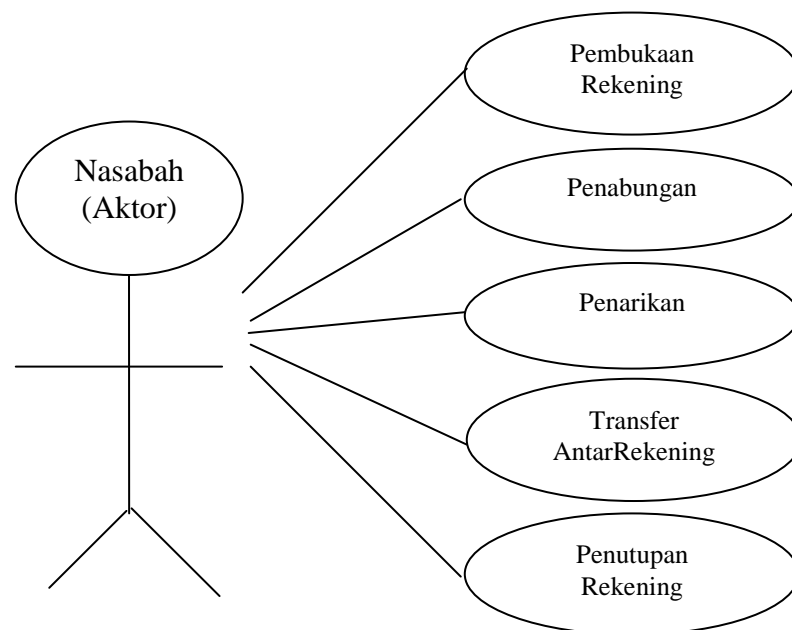 Nasabah
(Aktor)
Pembukaan
Rekening
Penabungan
Penarikan
Transfer
AntarRekening
Penutupan
Rekening